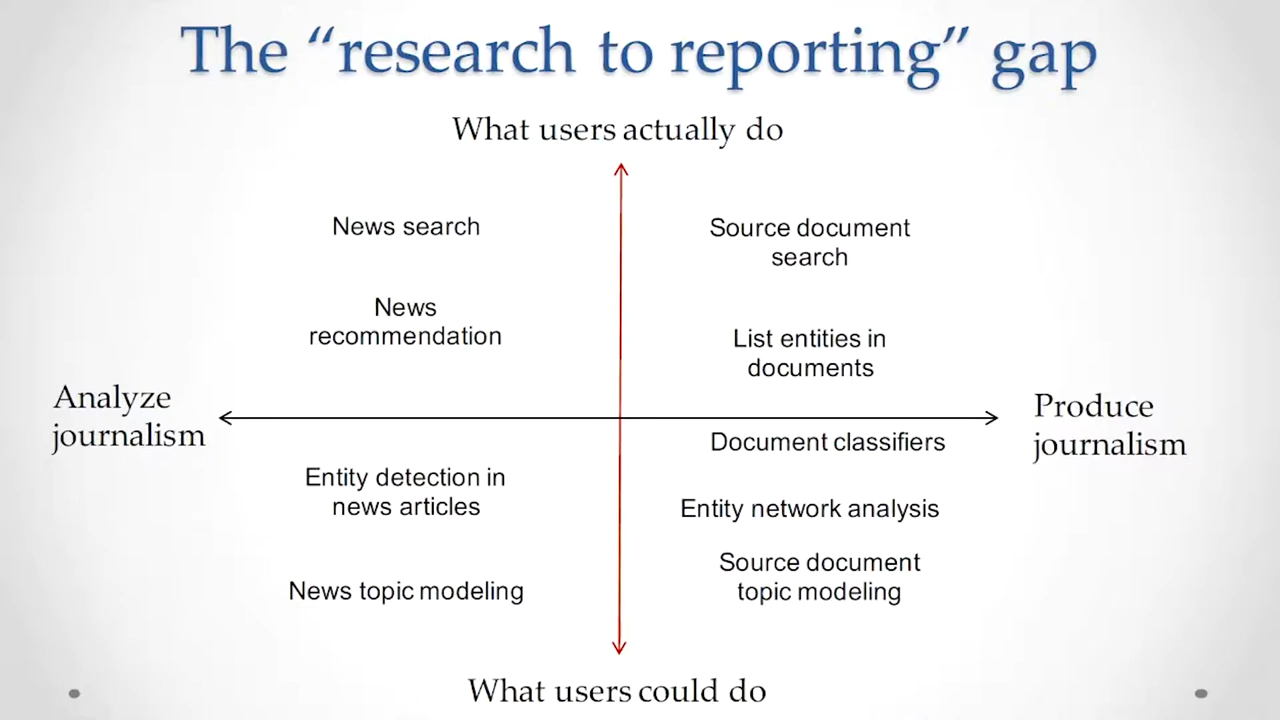 The “research to reporting” gap
What users actually do
News search
Source document
search
News
recommendation
List entities in
documents
Analyze
journalism
Produce
journalism
Document classifiers
Entity detection in
news articles
Entity network analysis
Source document
topic modeling
News topic modeling
What users could do